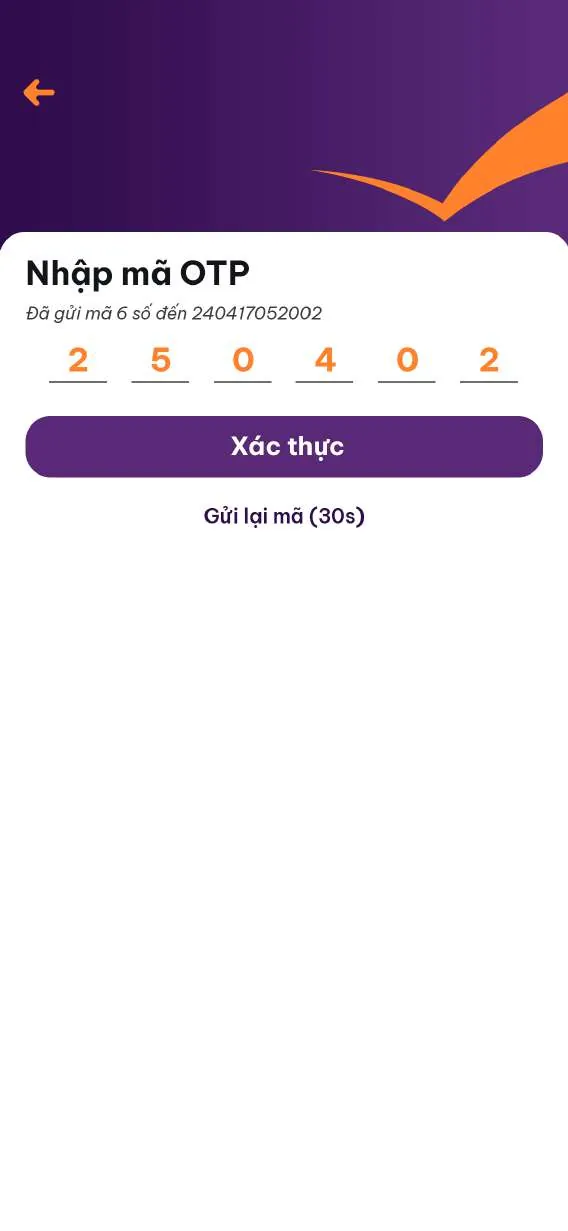 Nhập mã OTP
Đã gửi mã 6 số đến 240417052002
2 5 0 4 0 2
Xác thực
Gửi lại mã (30s)